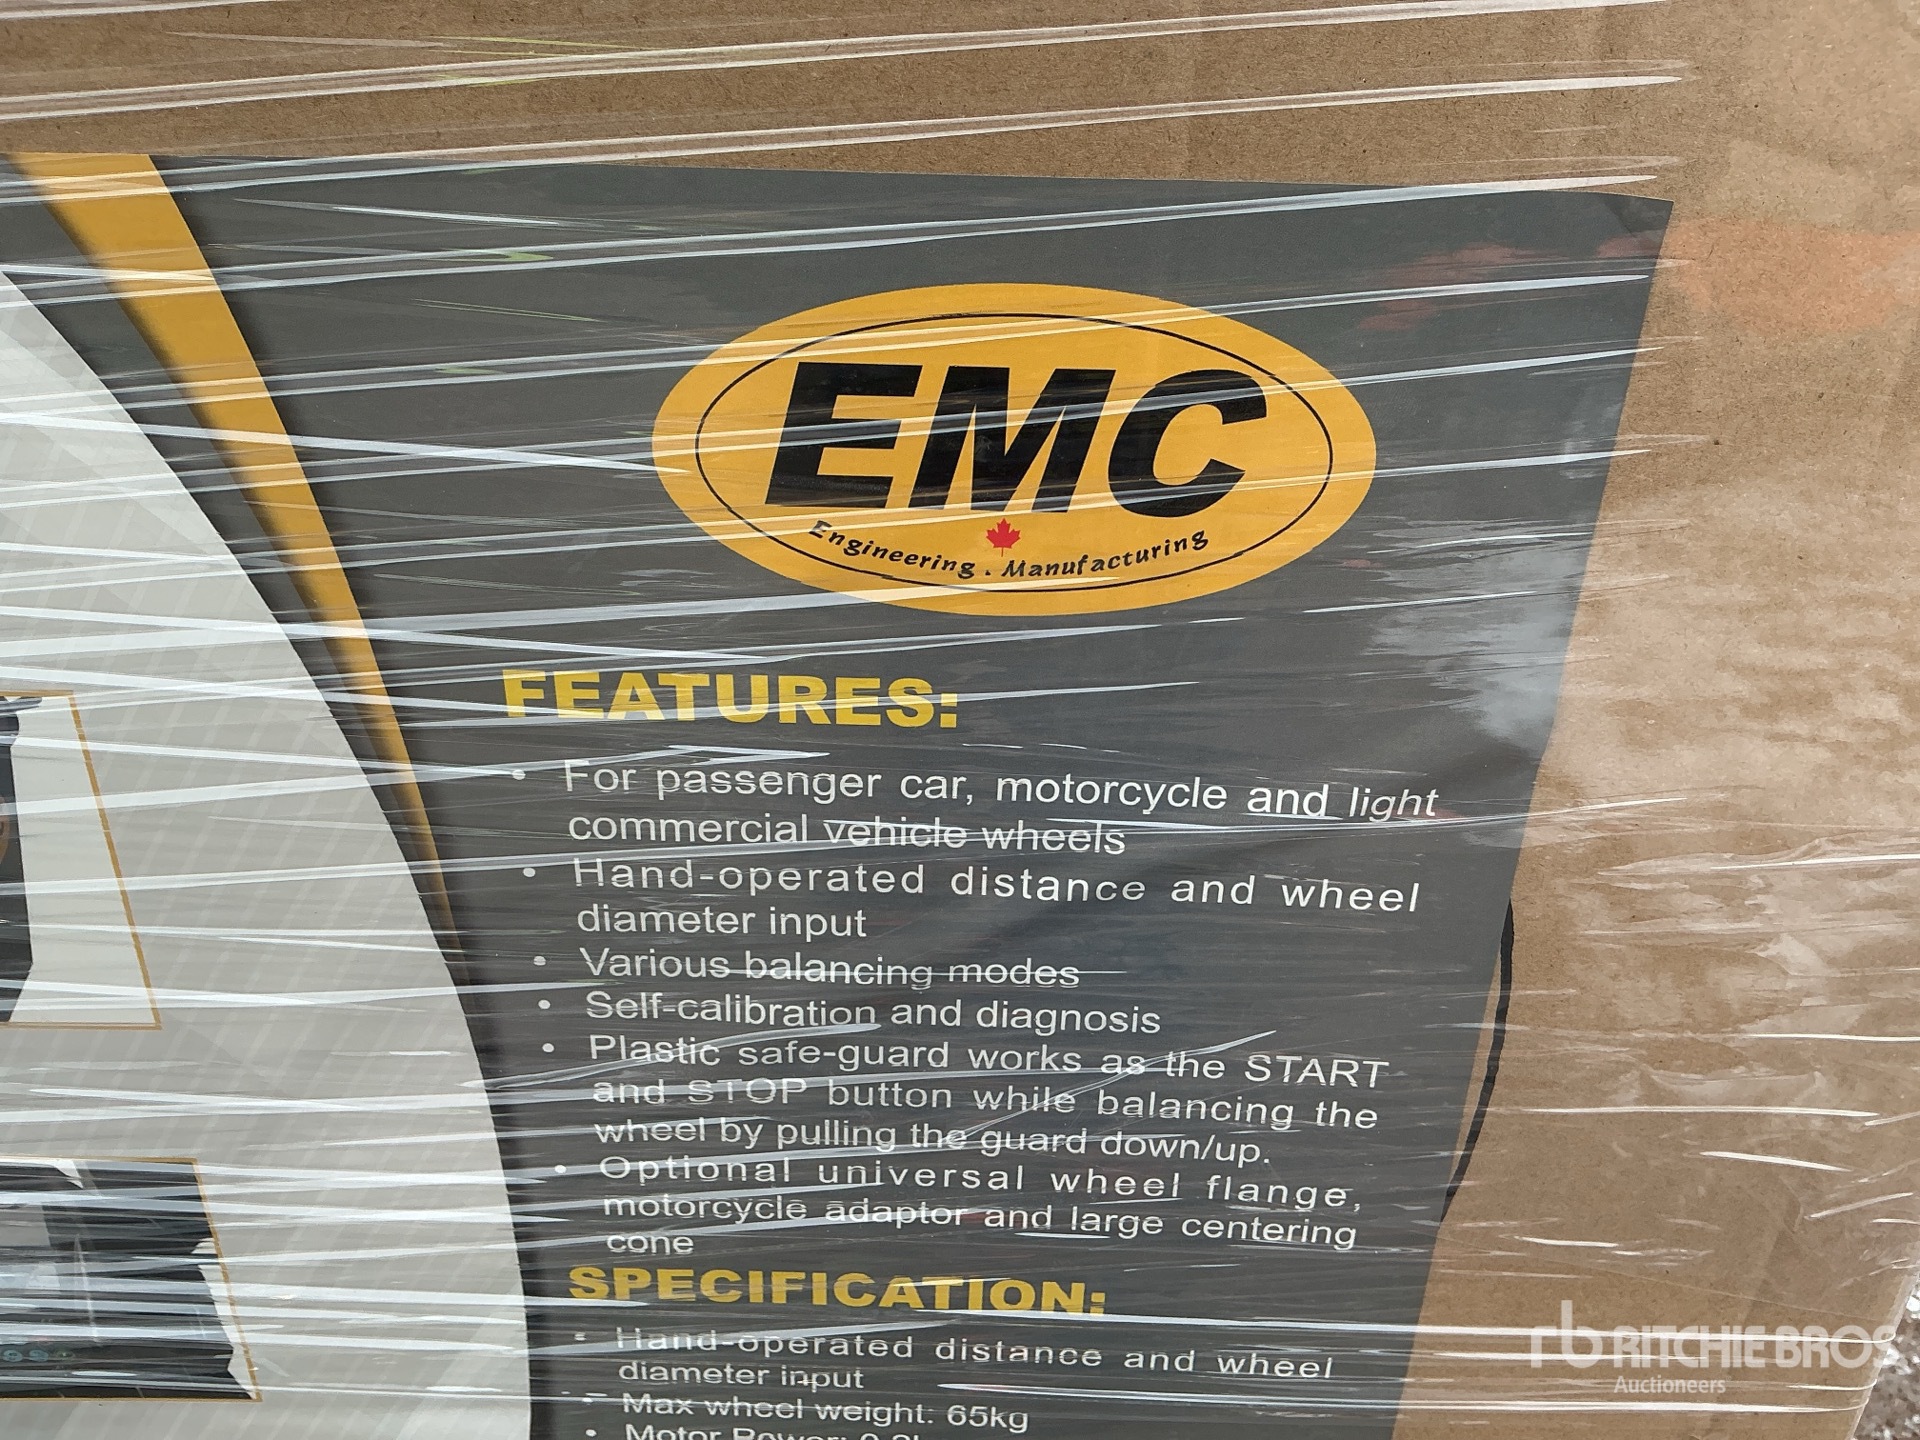 EMC
Engineering . Manufacturing
FEATURES:
• For passenger car, motorcycle and light
commercial vehicle wheels
• Hand-operated distance and wheel
diameter input
• Various balancing modes
• Self-calibration and diagnosis
• Plastic safe-guard works as the START
and STOP button while balancing the
wheel by pulling the guard down/up.
• Optional universal wheel flange,
motorcycle adaptor and large centering
cone
SPECIFICATION:
• Hand-operated distance and wheel
diameter input
• Max wheel weight: 65kg
• Motor Power:
rb RITCHIE BROS
Auctioneers